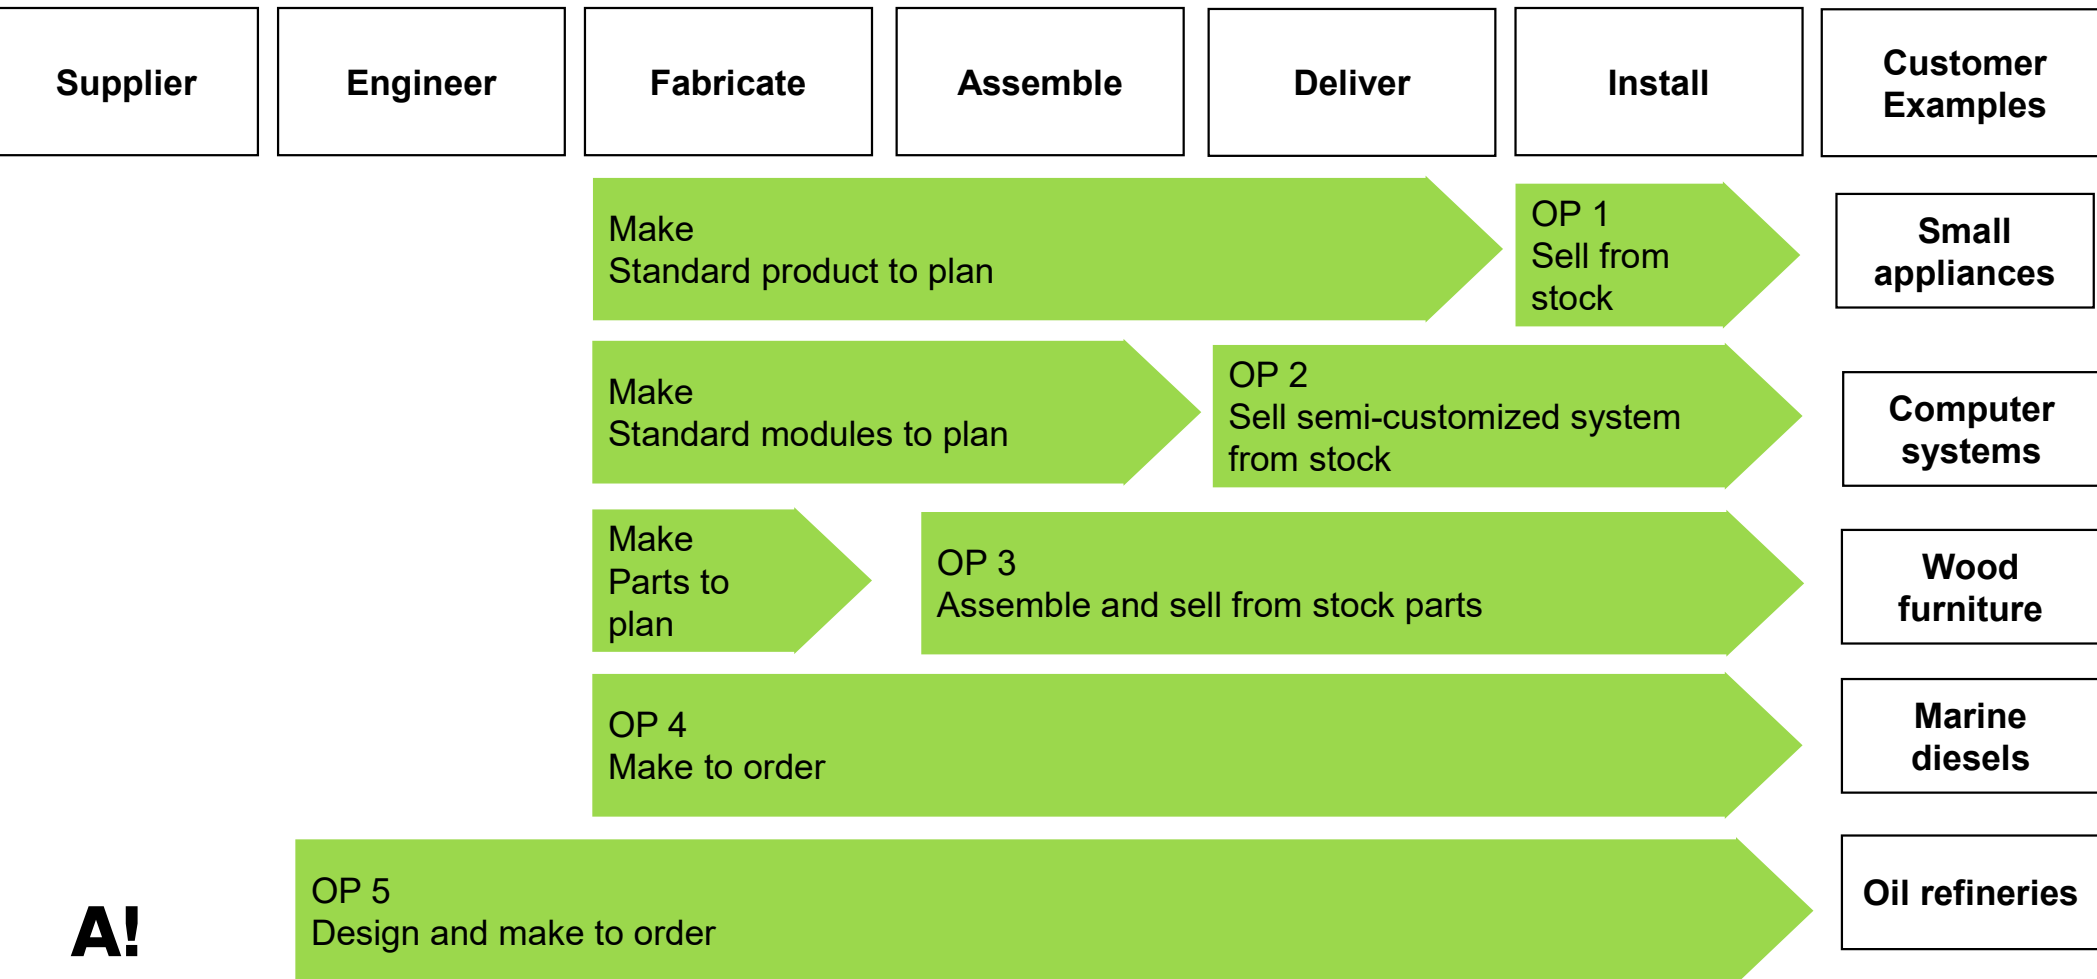 Supplier
Engineer
Fabricate
Assemble
Deliver
Install
Customer
Examples
Make
Standard product to plan
OP 1
Sell from
stock
Small
appliances
Make
Standard modules to plan
OP 2
Sell semi-customized system
from stock
Computer
systems
Make
Parts to
plan
OP 3
Assemble and sell from stock parts
Wood
furniture
OP 4
Make to order
Marine
diesels
OP 5
Design and make to order
Oil refineries
A!